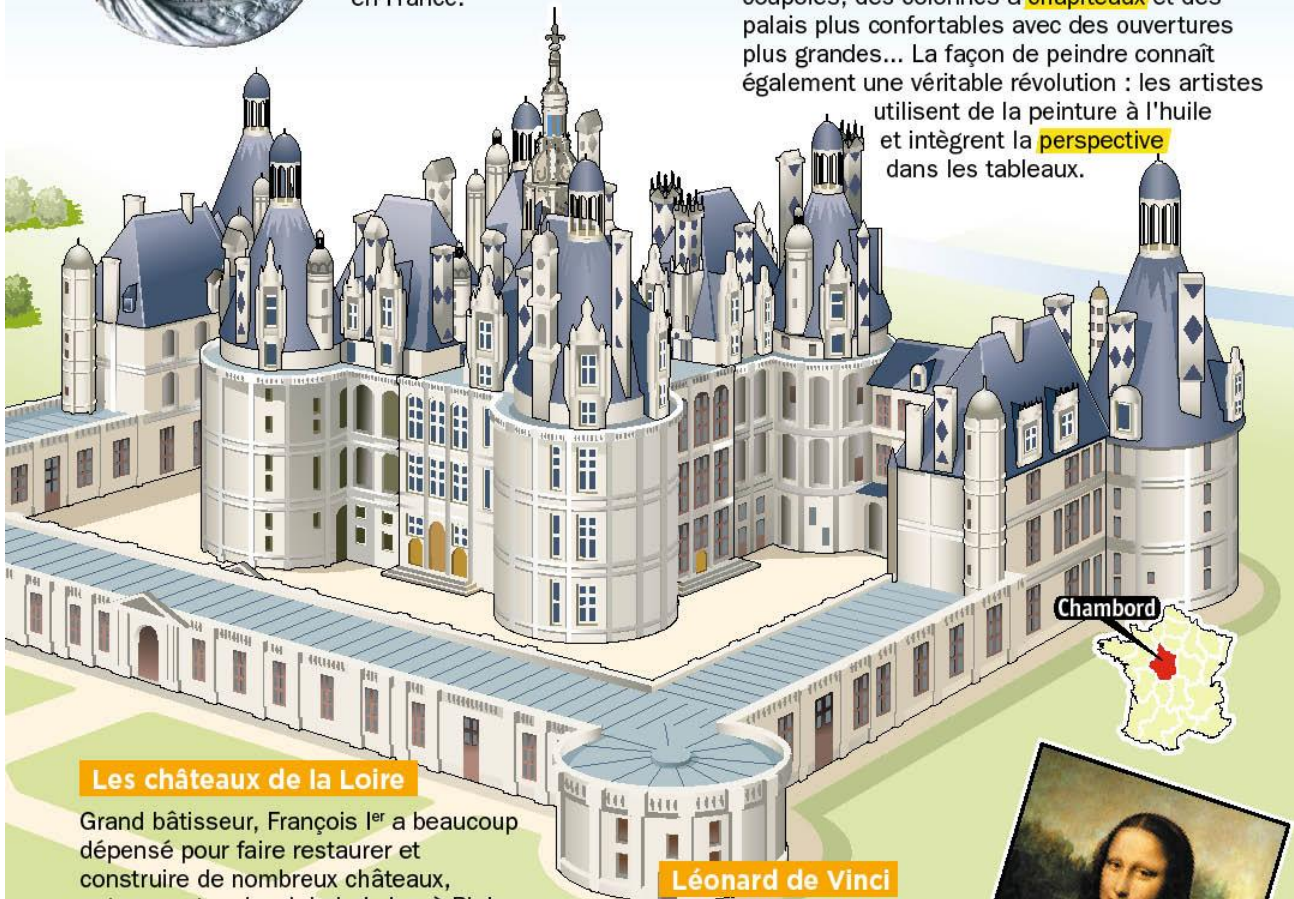 en France.
coupoles, des colonnes à chapiteaux et des
palais plus confortables avec des ouvertures
plus grandes... La façon de peindre connaît
également une véritable révolution : les artistes
utilisent de la peinture à l'huile
et intègrent la perspective
dans les tableaux.
Chambord
Les châteaux de la Loire
Grand bâtisseur, François Ier a beaucoup
dépensé pour faire restaurer et
construire de nombreux châteaux,
Léonard de Vinci